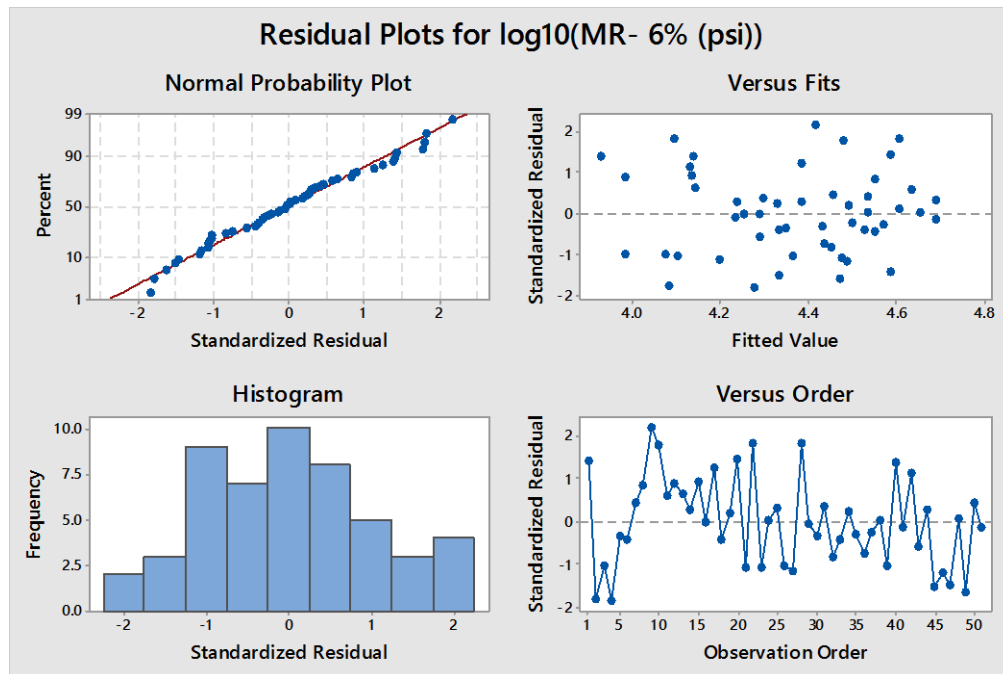 Residual Plots for log10(MR- 6% (psi))
Normal Probability Plot
Percent
99
90
50
10
1
-2 -1 0 1 2
Standardized Residual
Versus Fits
Standardized Residual
2
1
0
-1
-2
4.0 4.2 4.4 4.6 4.8
Fitted Value
Histogram
Frequency
10.0
7.5
5.0
2.5
0.0
-2 -1 0 1 2
Standardized Residual
Versus Order
Standardized Residual
2
1
0
-1
-2
1 5 10 15 20 25 30 35 40 45 50
Observation Order